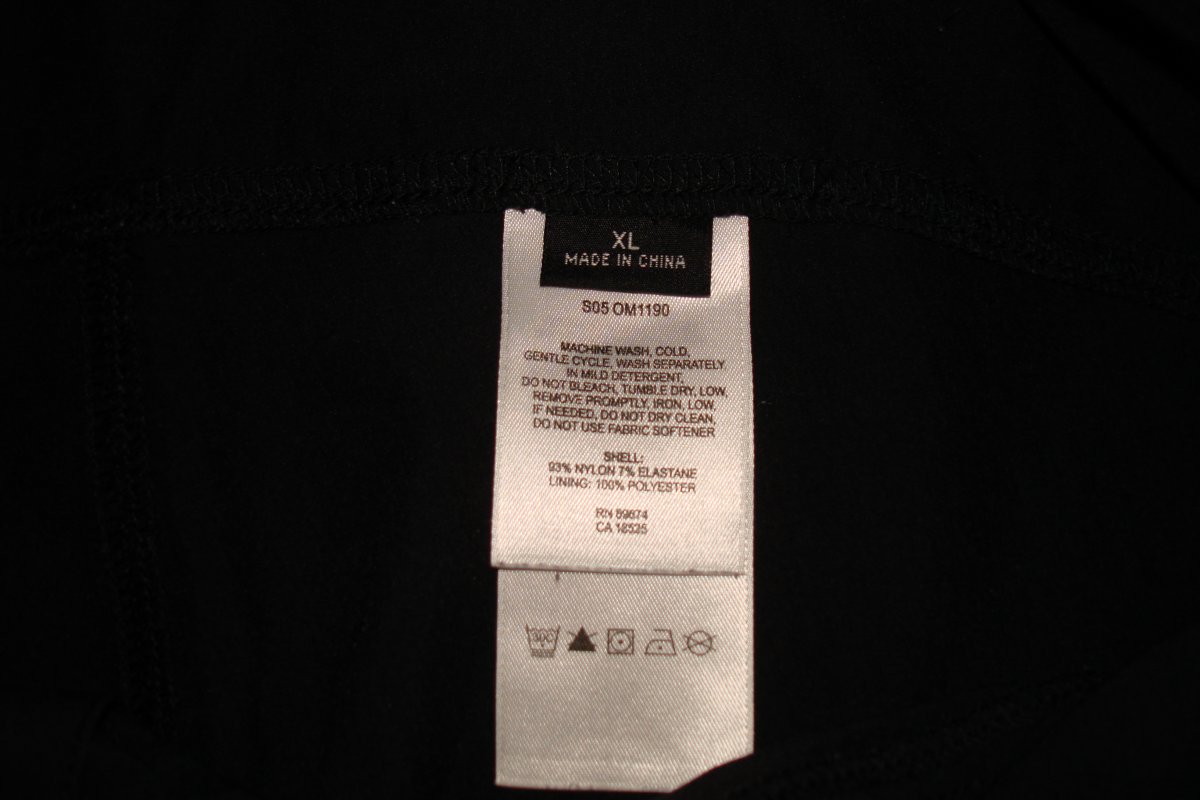 XL
MADE IN CHINA
S05 OM1190
MACHINE WASH, COLD,
GENTLE CYCLE, WASH SEPARATELY
IN MILD DETERGENT,
DO NOT BLEACH, TUMBLE DRY, LOW,
REMOVE PROMPTLY, IRON, LOW,
IF NEEDED, DO NOT DRY CLEAN,
DO NOT USE FABRIC SOFTENER
SHELL:
93% NYLON 7% ELASTANE
LINING: 100% POLYESTER
RN 89674
CA 18525
30C